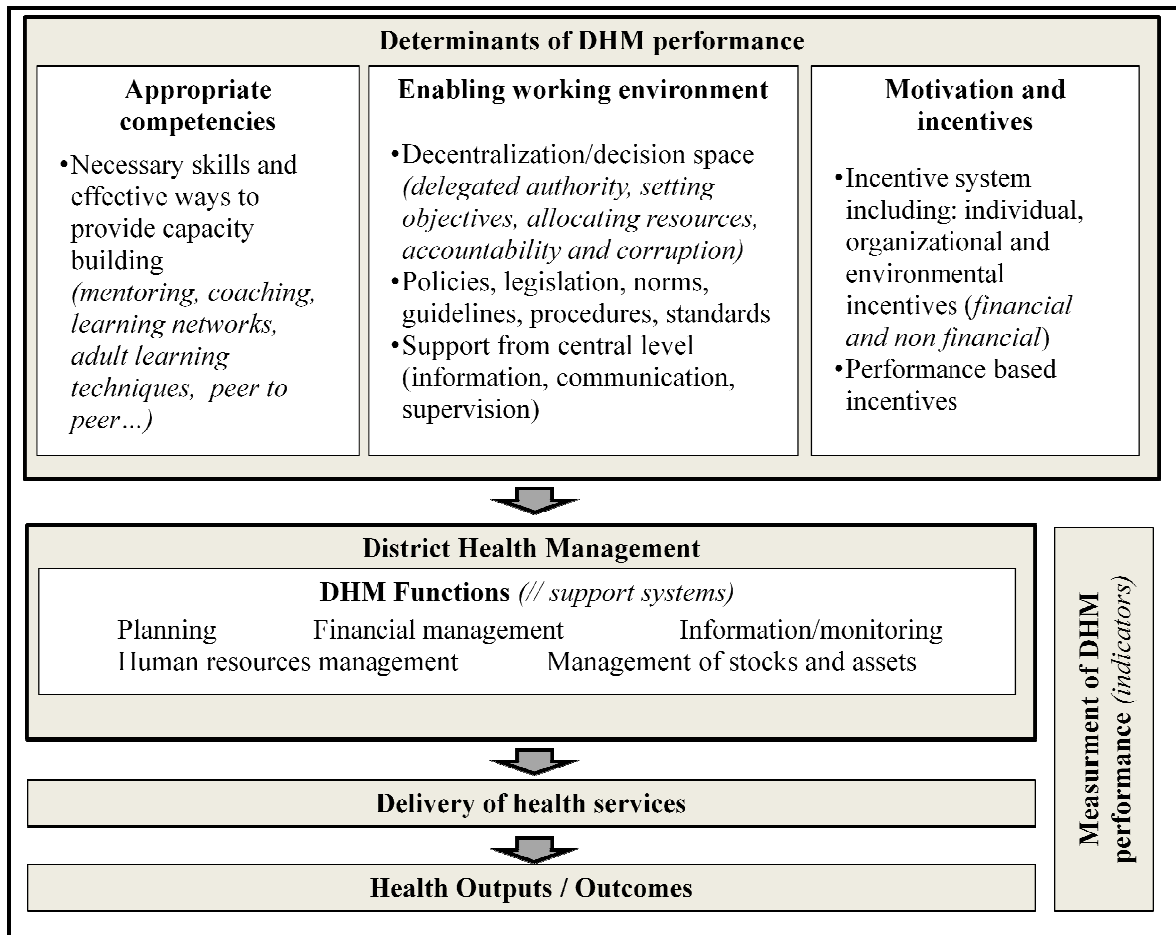 Determinants of DHM performance
Appropriate
competencies
•Necessary skills and
effective ways to
provide capacity
building
(mentoring, coaching,
learning networks,
adult learning
techniques, peer to
peer…)
Enabling working environment
•Decentralization/decision space
(delegated authority, setting
objectives, allocating resources,
accountability and corruption)
•Policies, legislation, norms,
guidelines, procedures, standards
•Support from central level
(information, communication,
supervision)
Motivation and
incentives
•Incentive system
including: individual,
organizational and
environmental
incentives (financial
and non financial)
•Performance based
incentives
District Health Management
DHM Functions (// support systems)
Planning Financial management Information/monitoring
Human resources management Management of stocks and assets
Delivery of health services
Health Outputs / Outcomes
Measurment of DHM
performance (indicators)